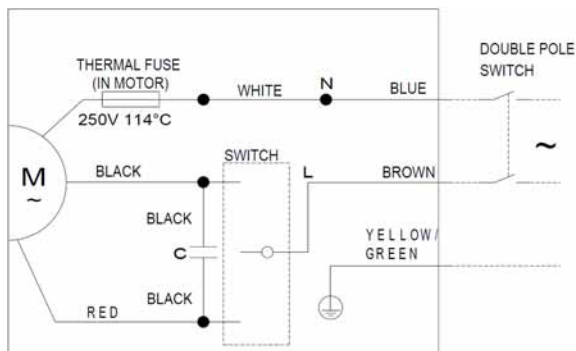 DOUBLE POLE
SWITCH
THERMAL FUSE
(IN MOTOR)
WHITE
N
BLUE
250V 114°C
~
M
~
BLACK
SWITCH
L
BROWN
BLACK
C
YELLOW/
GREEN
BLACK
RED